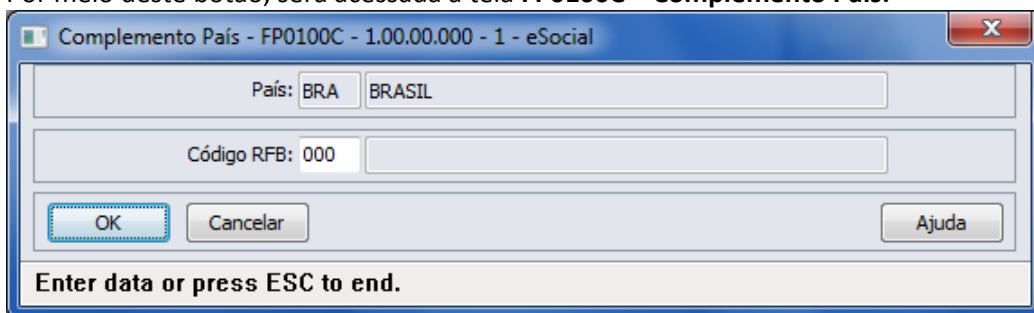 Por meio deste botão, será acessada a tela FP0100C – Complemento País.
Complemento País - FP0100C - 1.00.00.000 - 1 - eSocial
País: BRA BRASIL
Código RFB: 000
OK Cancelar Ajuda
Enter data or press ESC to end.